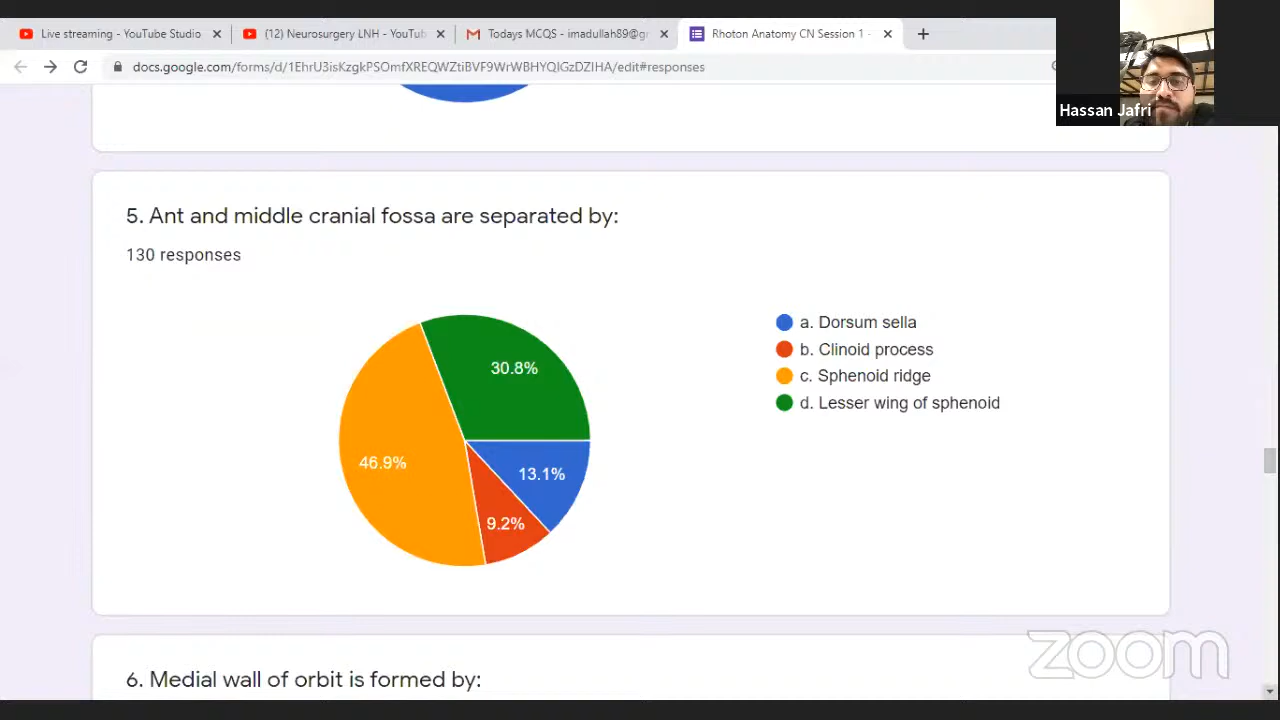 Live streaming - YouTube Studio
(12) Neurosurgery LNH - YouTub
Todays MCQS - imadullah89@g
Rhoton Anatomy CN Session 1 -
docs.google.com/forms/d/1EhrU3isKzgkPSOmfXREQWZtiBVF9WrWBHYQIGzDZIHA/edit#responses
Hassan Jafri
5. Ant and middle cranial fossa are separated by:
130 responses
30.8%
46.9%
13.1%
9.2%
a. Dorsum sella
b. Clinoid process
c. Sphenoid ridge
d. Lesser wing of sphenoid
zoom
6. Medial wall of orbit is formed by: